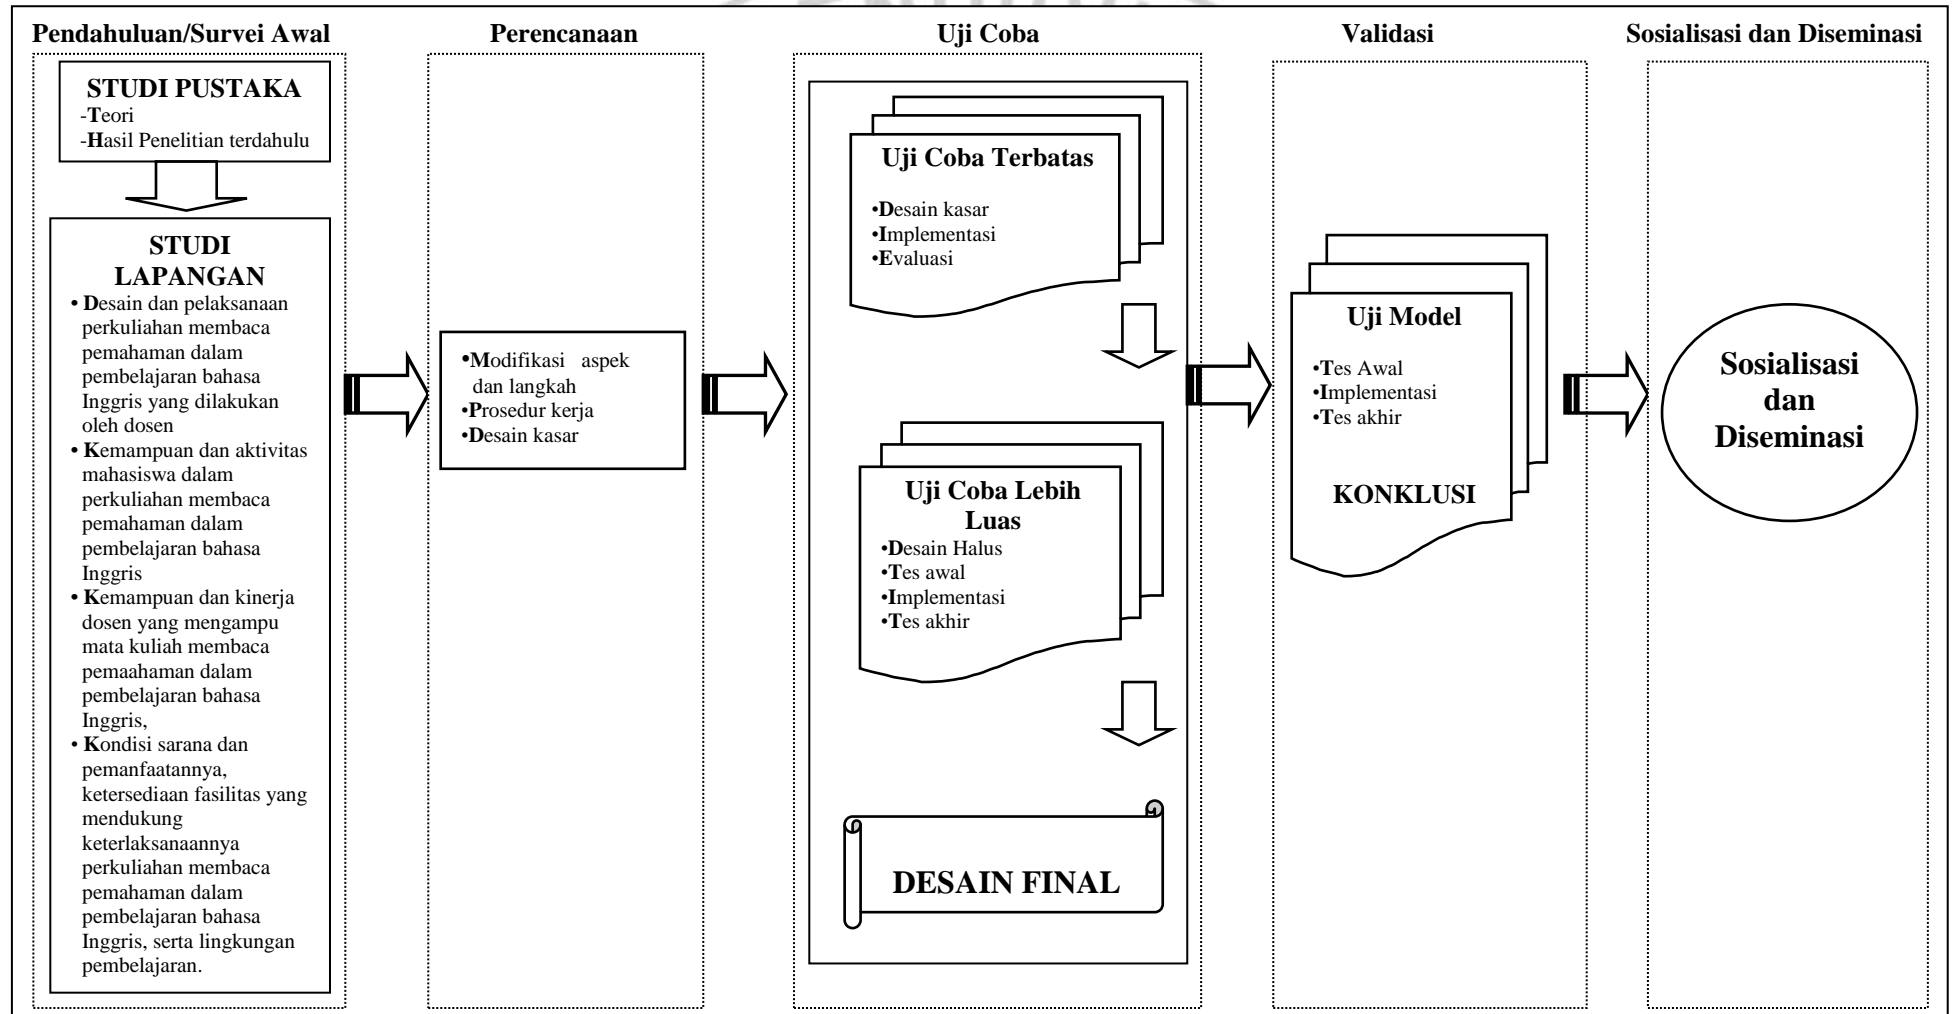 Pendahuluan/Survei Awal
Perencanaan
Uji Coba
Validasi
Sosialisasi dan Diseminasi
STUDI PUSTAKA
-Teori
-Hasil Penelitian terdahulu
STUDI
LAPANGAN
• Desain dan pelaksanaan
perkuliahan membaca
pemahaman dalam
pembelajaran bahasa
Inggris yang dilakukan
oleh dosen
• Kemampuan dan aktivitas
mahasiswa dalam
perkuliahan membaca
pemahaman dalam
pembelajaran bahasa
Inggris
• Kemampuan dan kinerja
dosen yang mengampu
mata kuliah membaca
pemaahaman dalam
pembelajaran bahasa
Inggris,
• Kondisi sarana dan
pemanfaatannya,
ketersediaan fasilitas yang
mendukung
keterlaksanaannya
perkuliahan membaca
pemahaman dalam
pembelajaran bahasa
Inggris, serta lingkungan
pembelajaran.
•Modifikasi aspek
dan langkah
•Prosedur kerja
•Desain kasar
Uji Coba Terbatas
•Desain kasar
•Implementasi
•Evaluasi
Uji Coba Lebih
Luas
•Desain Halus
•Tes awal
•Implementasi
•Tes akhir
DESAIN FINAL
Uji Model
•Tes Awal
•Implementasi
•Tes akhir
KONKLUSI
Sosialisasi
dan
Diseminasi